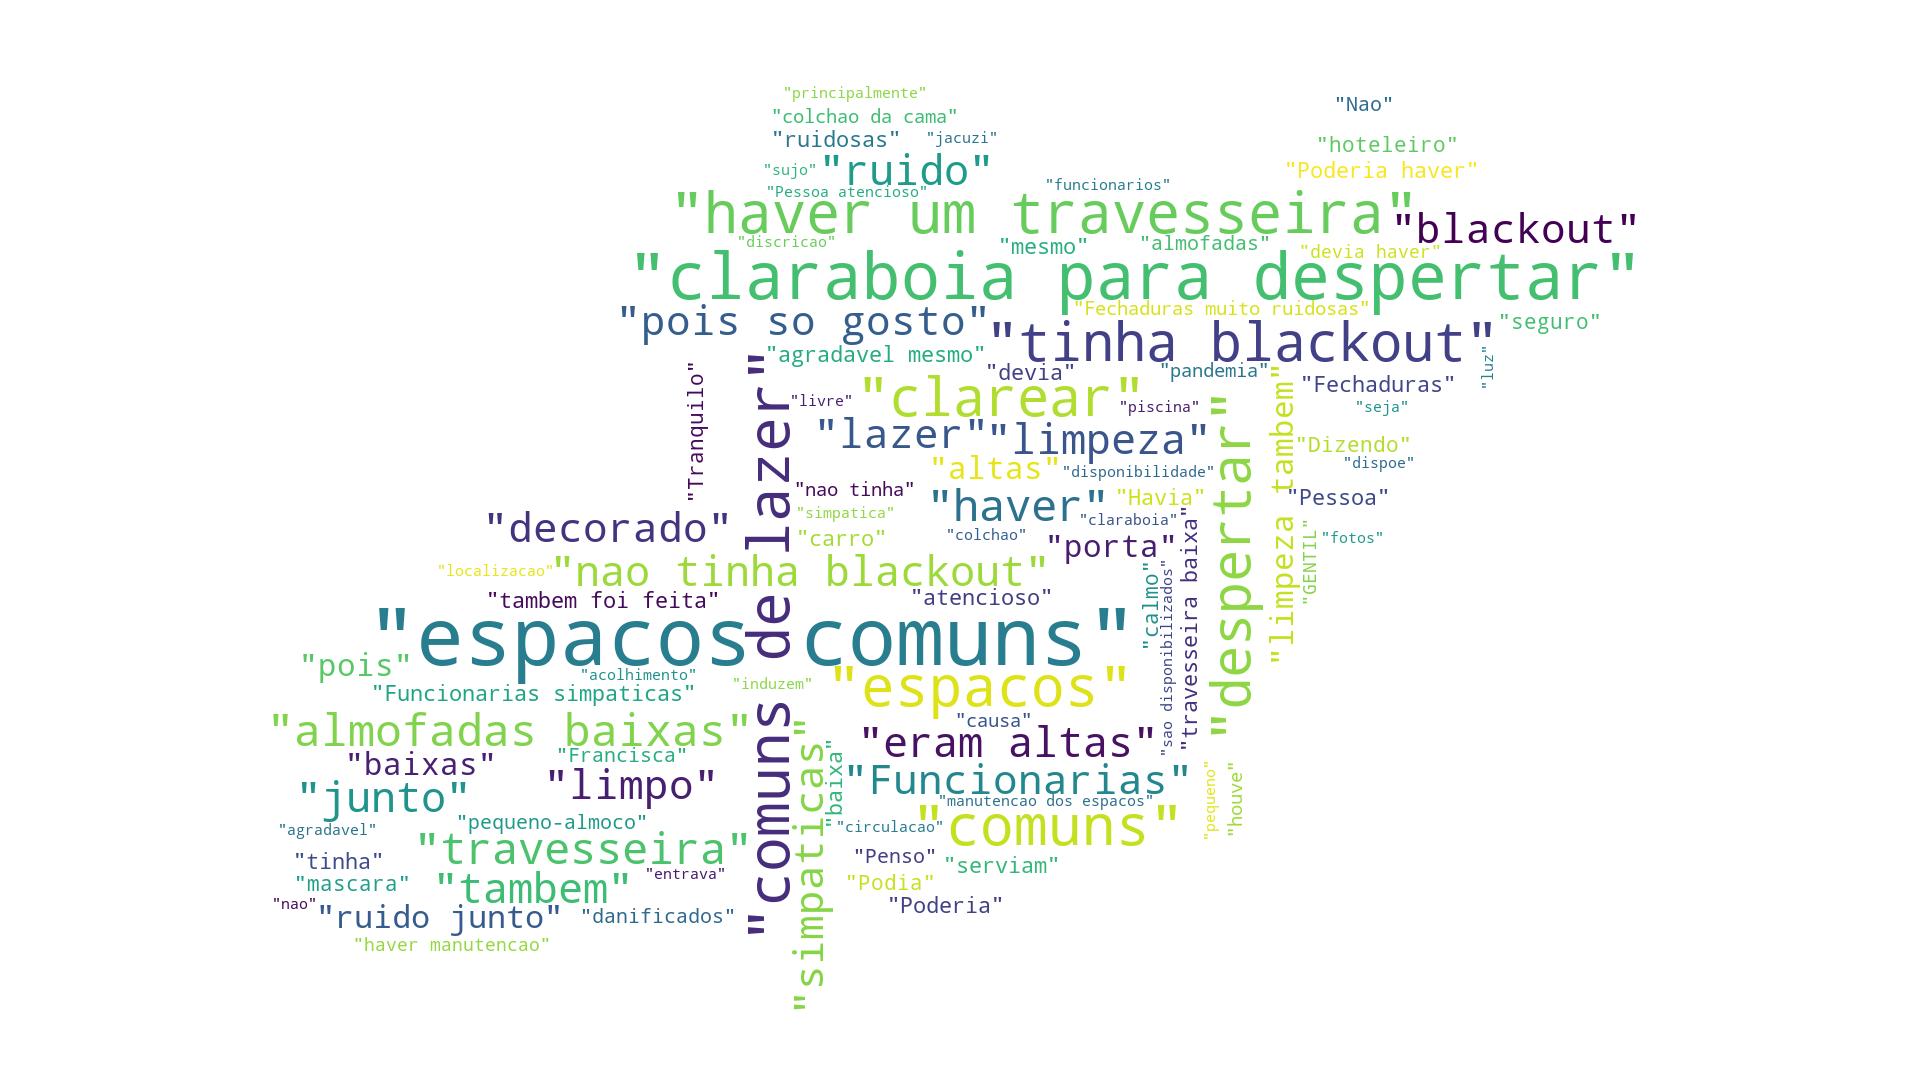 "principalmente"
"Nao"
"colchao da cama"
"ruidosas"
"jacuzi"
"hoteleiro"
"sujo"
"ruido"
"Poderia haver"
"Pessoa atencioso"
"funcionarios"
"haver um travesseira"
"blackout"
"discricao"
"mesmo"
"almofadas"
"devia haver"
"claraboia para despertar"
"Fechaduras muito ruidosas"
"pois so gosto"
"tinha blackout"
"seguro"
"agradavel mesmo"
"devia"
"pandemia"
"luz"
"Fechaduras"
"Tranquilo"
"comuns de lazer"
"livre"
"clearear"
"piscina"
"seja"
"lazer"
"limpeza"
"despertar"
"limpeza tambem"
"Dizendo"
"altas"
"disponibilidade"
"dispoe"
"nao tinha"
"haver"
"Havia"
"Pessoa"
"simpatica"
"claraboia"
"decorado"
"carro"
"colchao"
"porta"
"travesseira baixa"
"GENTIL"
"fotos"
"localizacao"
"nao tinha blackout"
"calmo"
"sao disponibilizados"
"tambem foi feita"
"atencioso"
"espacos comuns"
"pois"
"acolhimento"
"induzem"
"espacos"
"Funcionarias simpaticas"
"almofadas baixas"
"causa"
"eram altas"
"Francisca"
"simpaticas"
"baixa"
"baixas"
"limpo"
"Funcionarias"
"pequeno"
"houve"
"junto"
"manutencao dos espacos"
"agradavel"
"pequeno-almoco"
"circulacao"
"comuns"
"tinha"
"travesseira"
"Penso"
"serviam"
"mascara"
"tambem"
"entrava"
"Podia"
"nao"
"ruido junto"
"danificados"
"Poderia"
"haver manutencao"